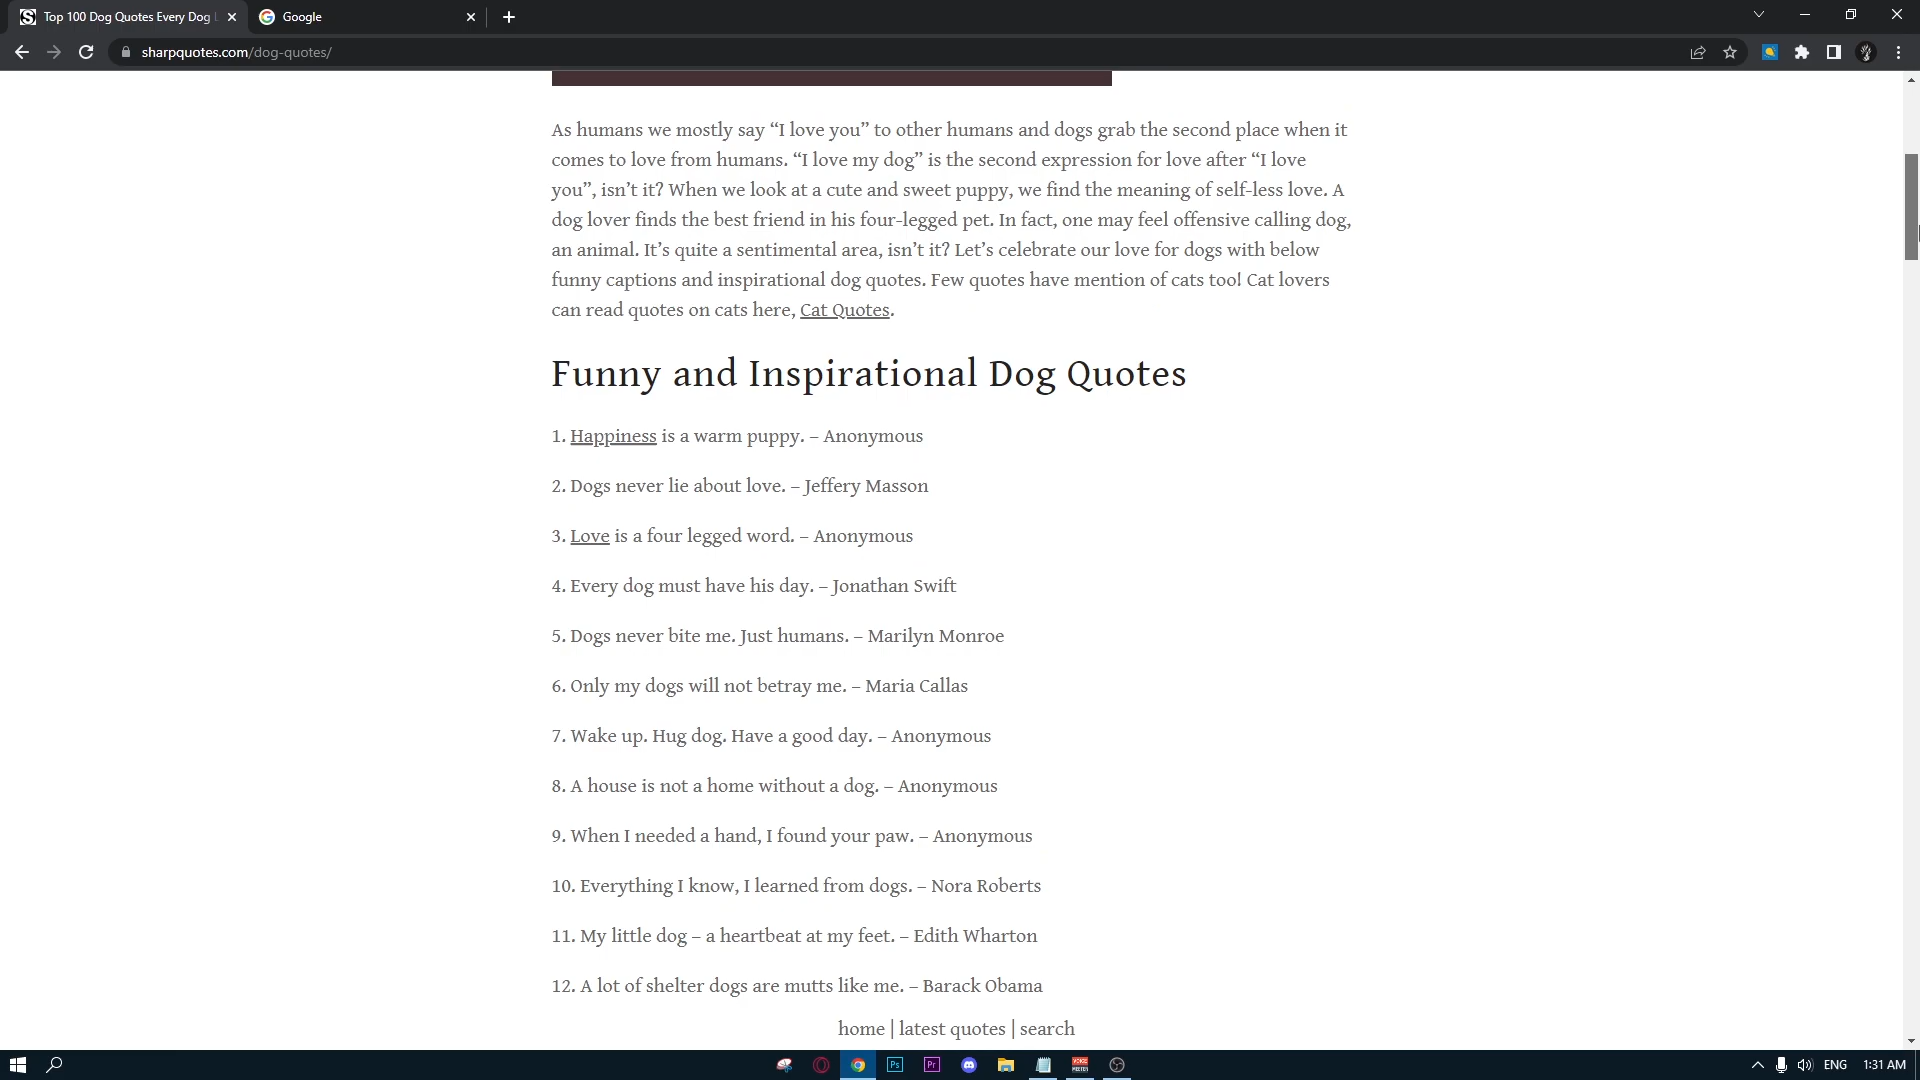 Top 100 Dog Quotes Every Dog
Google
sharpquotes.com/dog-quotes/
As humans we mostly say “I love you” to other humans and dogs grab the second place when it
comes to love from humans. “I love my dog” is the second expression for love after “I love
you”, isn’t it? When we look at a cute and sweet puppy, we find the meaning of self-less love. A
dog lover finds the best friend in his four-legged pet. In fact, one may feel offensive calling dog,
an animal. It’s quite a sentimental area, isn’t it? Let’s celebrate our love for dogs with below
funny captions and inspirational dog quotes. Few quotes have mention of cats too! Cat lovers
can read quotes on cats here, Cat Quotes.
Funny and Inspirational Dog Quotes
1. Happiness is a warm puppy. – Anonymous
2. Dogs never lie about love. – Jeffery Masson
3. Love is a four legged word. – Anonymous
4. Every dog must have his day. – Jonathan Swift
5. Dogs never bite me. Just humans. – Marilyn Monroe
6. Only my dogs will not betray me. – Maria Callas
7. Wake up. Hug dog. Have a good day. – Anonymous
8. A house is not a home without a dog. – Anonymous
9. When I needed a hand, I found your paw. – Anonymous
10. Everything I know, I learned from dogs. – Nora Roberts
11. My little dog – a heartbeat at my feet. – Edith Wharton
12. A lot of shelter dogs are mutts like me. – Barack Obama
home | latest quotes | search
Ps
Pr
ENG
1:31 AM